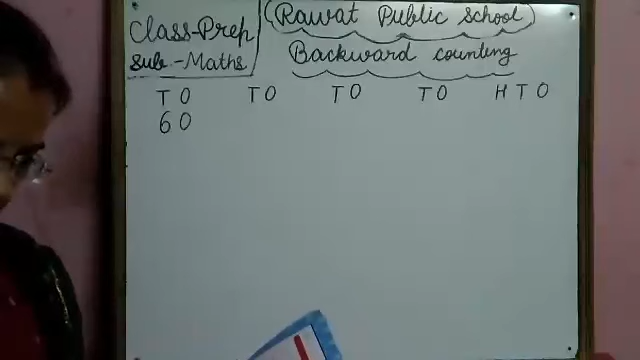 Class-Prep
Sub-Maths
(Rawat Public School)
Backward counting
T O T O T O T O H T O
6 0